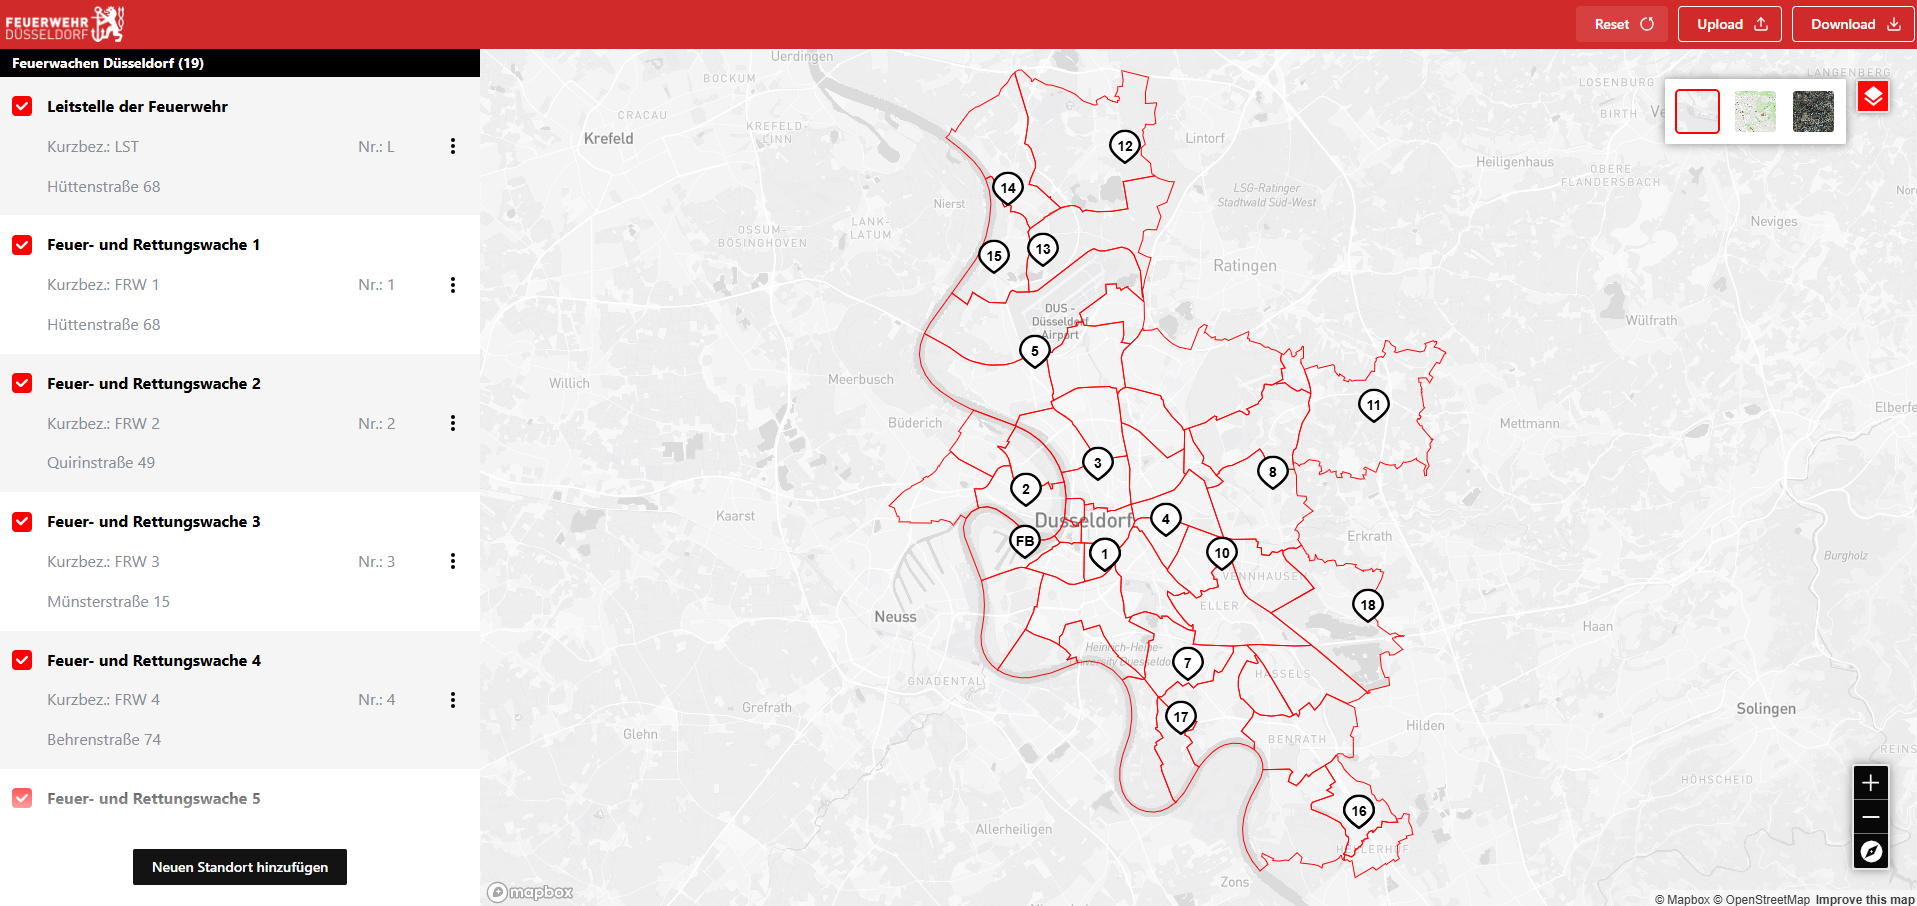 FEUERWEHR
DÜSSELDORF
Reset
Upload
Download
Feuerwachen Düsseldorf (19)
Leitstelle der Feuerwehr
Kurzbez.: LST
Nr.: L
Hüttenstraße 68
Feuer- und Rettungswache 1
Kurzbez.: FRW 1
Nr.: 1
Hüttenstraße 68
Feuer- und Rettungswache 2
Kurzbez.: FRW 2
Nr.: 2
Quirinstraße 49
Feuer- und Rettungswache 3
Kurzbez.: FRW 3
Nr.: 3
Münsterstraße 15
Feuer- und Rettungswache 4
Kurzbez.: FRW 4
Nr.: 4
Behrenstraße 74
Feuer- und Rettungswache 5
Neuen Standort hinzufügen
Uerdingen
BOCKUM
CRACAU
KREFELD-
LINN
Krefeld
Nierst
LANK-
LATUM
OSSUM-
BÖSINGHOVEN
Lintorf
LSG-Ratinger
Stadtwald Süd-West
Ratingen
LOSENBURG
LANGENBERG
BIRTH
Heiligenhaus
OBERE
FLANDERSBACH
Neviges
Wülfrath
12
14
13
15
DUS -
Düsseldorf
Airport
5
Willich
Meerbusch
Büderich
11
Mettmann
3
8
2
Kaarst
Dusseldorf
4
FB
1
10
VENNHAUSEN
Erkrath
Burgholz
Neuss
ELLER
18
Haan
Heinrich-Heine-
7
HASSELS
GNADENTAL
Grefrath
17
Hilden
Solingen
Glehn
BENRATH
HÖHSCHEID
16
Allerheiligen
Zons
mapbox
© Mapbox © OpenStreetMap Improve this map